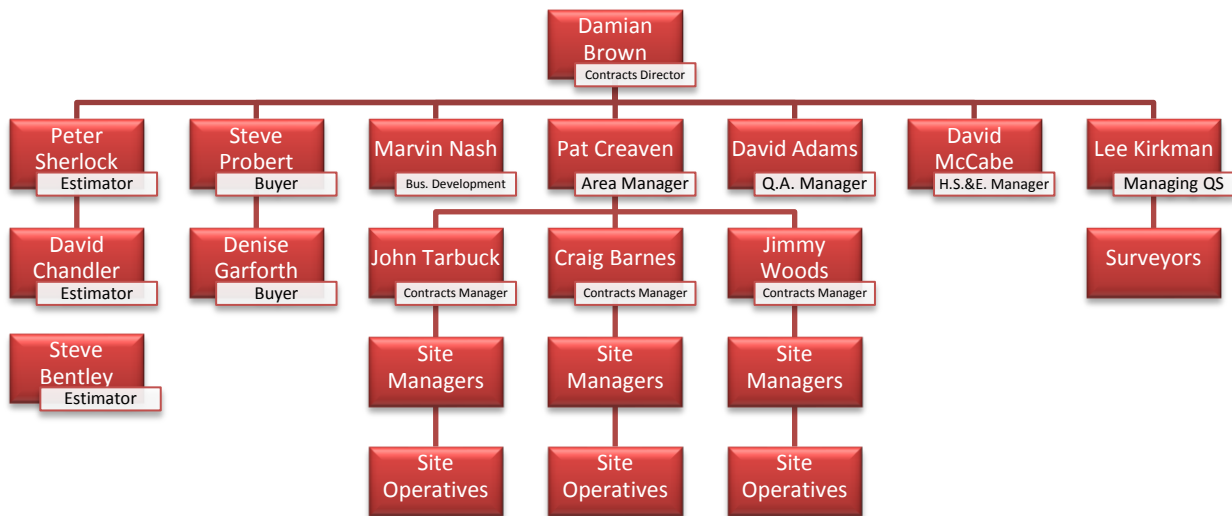 Damian
Brown
Contracts Director
Peter
Sherlock
Estimator
Steve
Probert
Buyer
Marvin Nash
Bus. Development
Pat Creaven
Area Manager
David Adams
Q.A. Manager
David
McCabe
H.S.&E. Manager
Lee Kirkman
Managing QS
David
Chandler
Estimator
Denise
Garforth
Buyer
John Tarbuck
Contracts Manager
Craig Barnes
Contracts Manager
Jimmy
Woods
Contracts Manager
Surveyors
Steve
Bentley
Estimator
Site
Managers
Site
Managers
Site
Managers
Site
Operatives
Site
Operatives
Site
Operatives